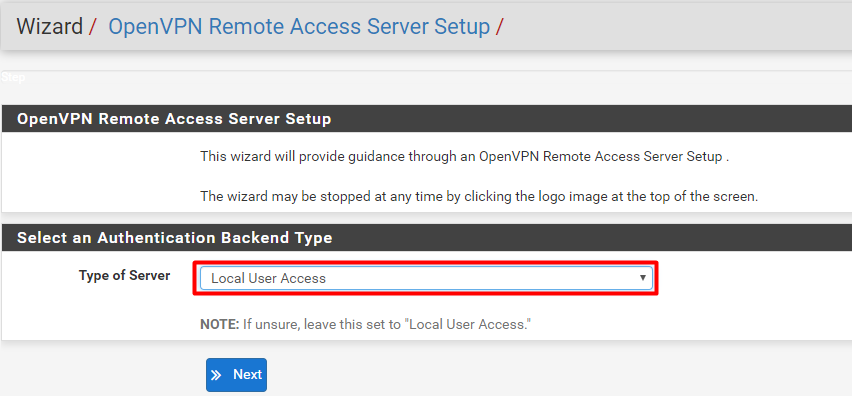 Wizard / OpenVPN Remote Access Server Setup /
Step
OpenVPN Remote Access Server Setup
This wizard will provide guidance through an OpenVPN Remote Access Server Setup .
The wizard may be stopped at any time by clicking the logo image at the top of the screen.
Select an Authentication Backend Type
Type of Server
Local User Access
NOTE: If unsure, leave this set to "Local User Access."
Next